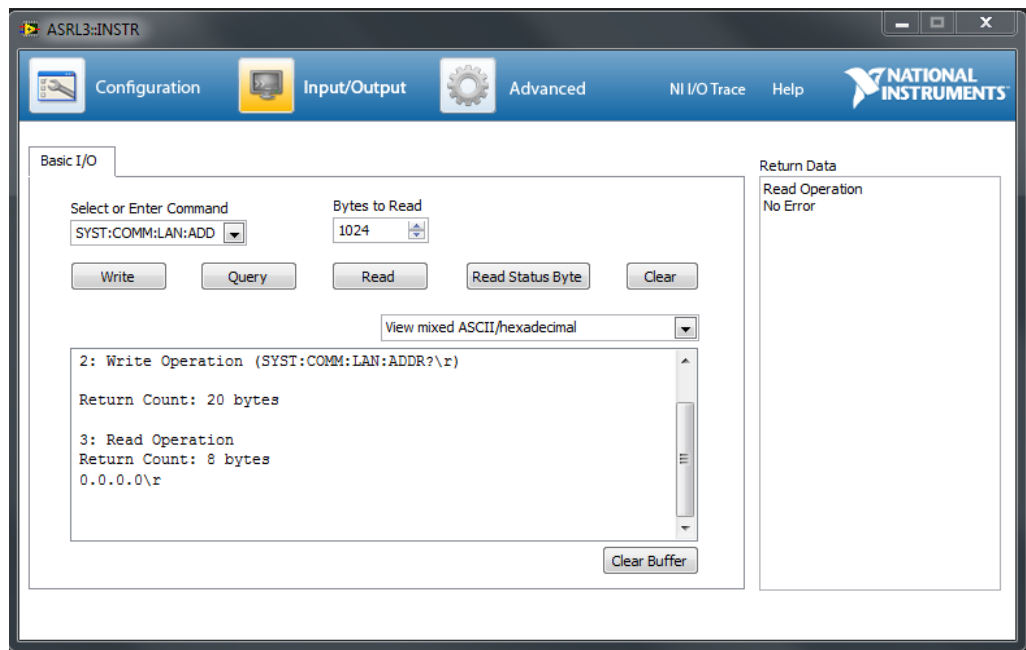 ASRL3::INSTR
Configuration
Input/Output
Advanced
NI I/O Trace
Help
NATIONAL
INSTRUMENTS™
Basic I/O
Select or Enter Command
Bytes to Read
SYST:COMM:LAN:ADD
1024
Write
Query
Read
Read Status Byte
Clear
View mixed ASCII/hexadecimal
2: Write Operation (SYST:COMM:LAN:ADDR?\r)
Return Count: 20 bytes
3: Read Operation
Return Count: 8 bytes
0.0.0.0\r
Clear Buffer
Return Data
Read Operation
No Error